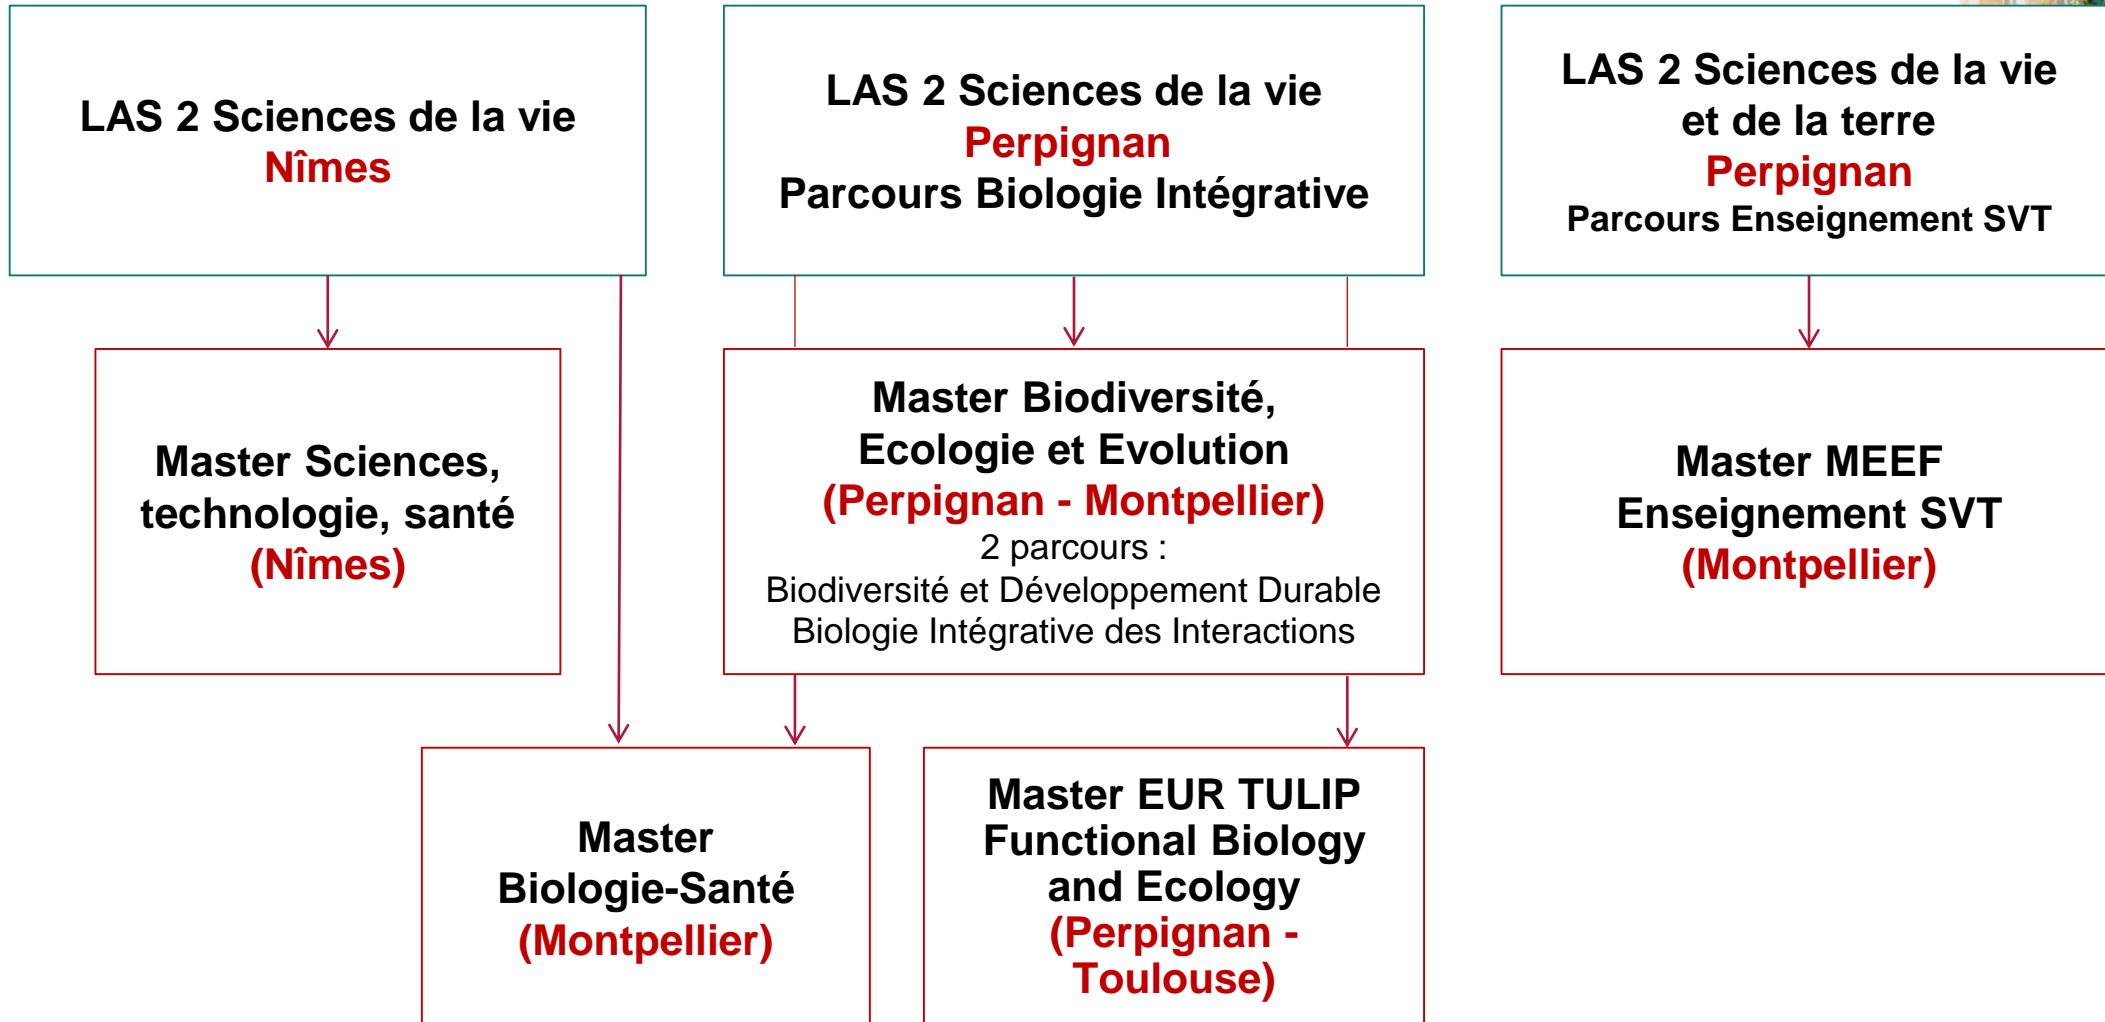 LAS 2 Sciences de la vie
Nîmes
LAS 2 Sciences de la vie
Perpignan
Parcours Biologie Intégrative
LAS 2 Sciences de la vie
et de la terre
Perpignan
Parcours Enseignement SVT
Master Sciences,
technologie, santé
(Nîmes)
Master Biodiversité,
Ecologie et Evolution
(Perpignan - Montpellier)
2 parcours :
Biodiversité et Développement Durable
Biologie Intégrative des Interactions
Master MEEF
Enseignement SVT
(Montpellier)
Master
Biologie-Santé
(Montpellier)
Master EUR TULIP
Functional Biology
and Ecology
(Perpignan -
Toulouse)